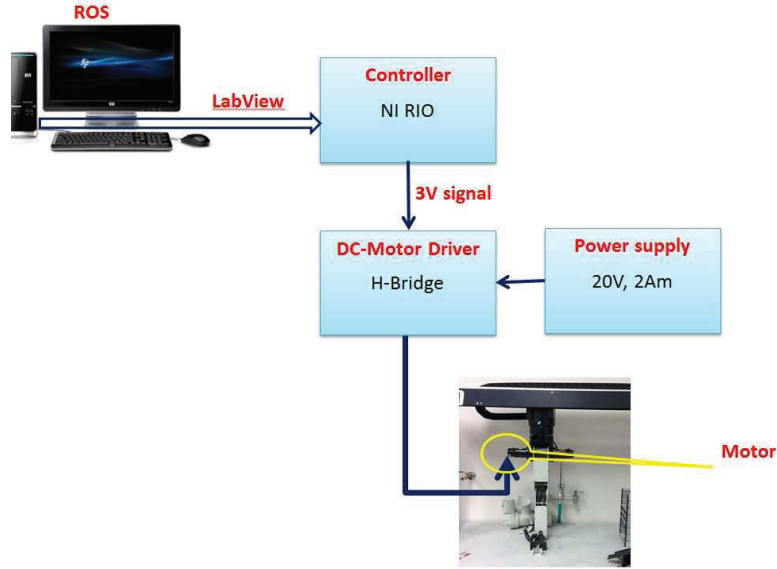 ROS
LabView
Controller
NI RIO
3V signal
DC-Motor Driver
H-Bridge
Power supply
20V, 2Am
Motor